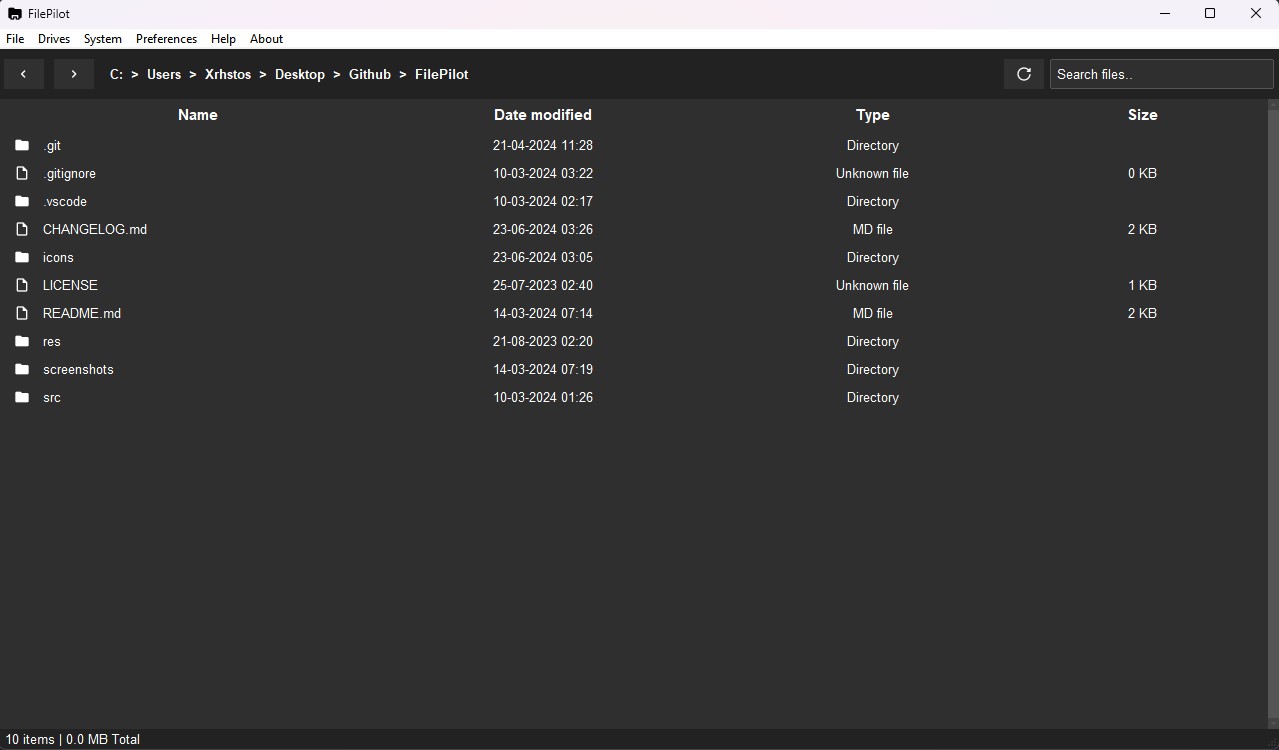 FilePilot
File Drives System Preferences Help About
C: > Users > Xrhstos > Desktop > Github > FilePilot Search files..
Name Date modified Type Size
.git 21-04-2024 11:28 Directory
.gitignore 10-03-2024 03:22 Unknown file 0 KB
.vscode 10-03-2024 02:17 Directory
CHANGELOG.md 23-06-2024 03:26 MD file 2 KB
icons 23-06-2024 03:05 Directory
LICENSE 25-07-2023 02:40 Unknown file 1 KB
README.md 14-03-2024 07:14 MD file 2 KB
res 21-08-2023 02:20 Directory
screenshots 14-03-2024 07:19 Directory
src 10-03-2024 01:26 Directory
10 items | 0.0 MB Total